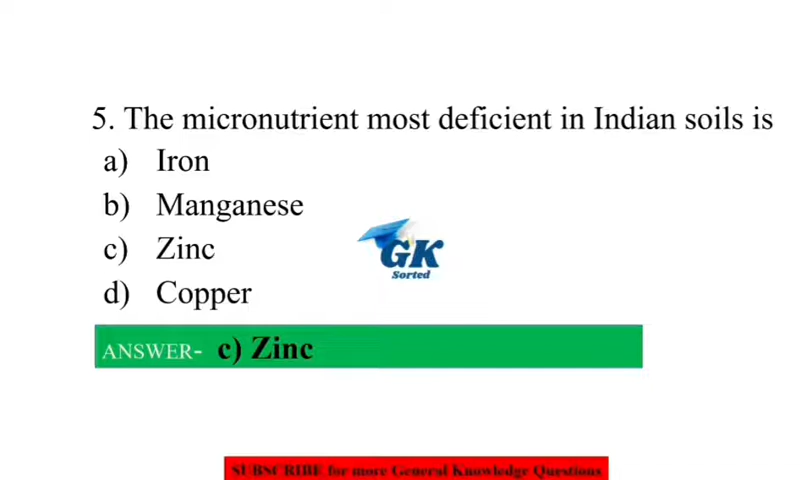 5. The micronutrient most deficient in Indian soils is
a) Iron
b) Manganese
c) Zinc
d) Copper
GK
Sorted
ANSWER- c) Zinc
SUBSCRIBE for more General Knowledge Questions